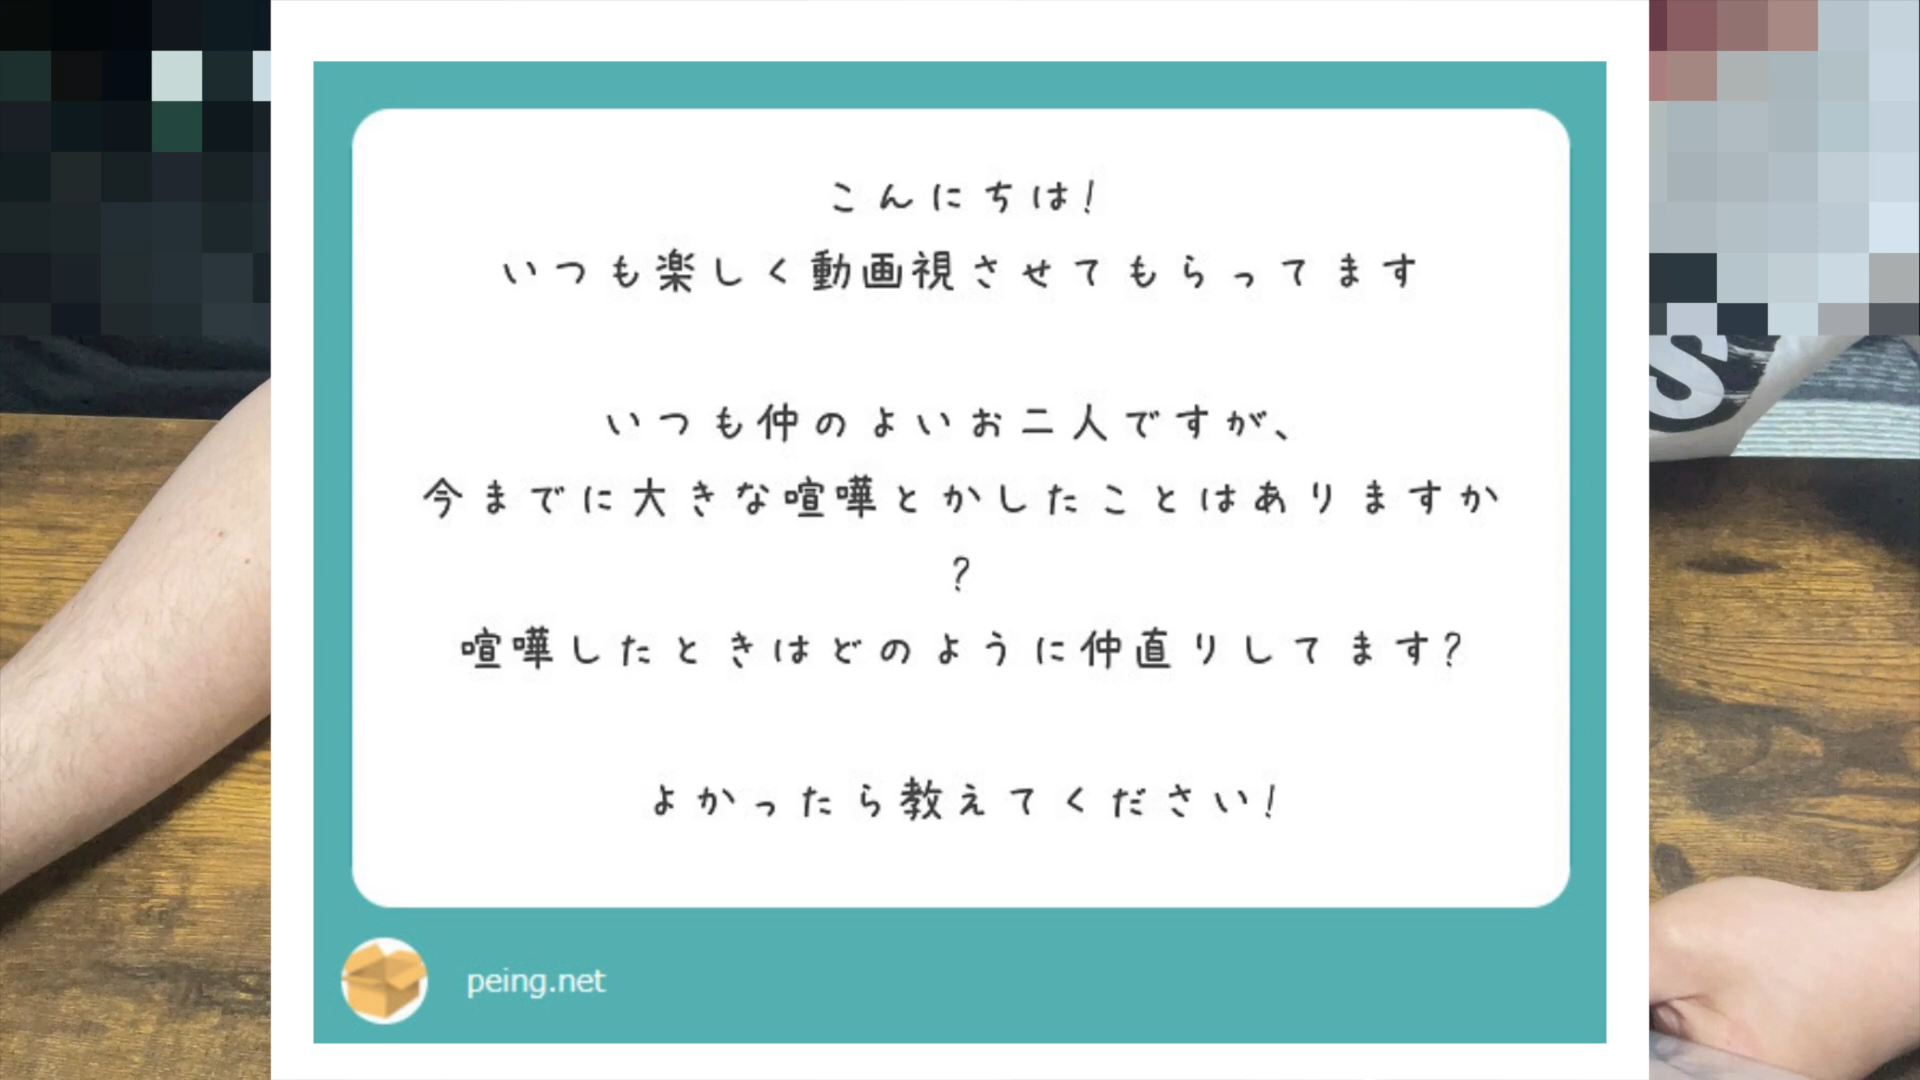 こんにちは!
いつも楽しく動画視させてもらってます
いつも仲のよいお二人ですが、
今までに大きな喧嘩とかしたことはありますか
?
喧嘩したときはどのように仲直りしてます?
よかったら教えてください!
peing.net
S